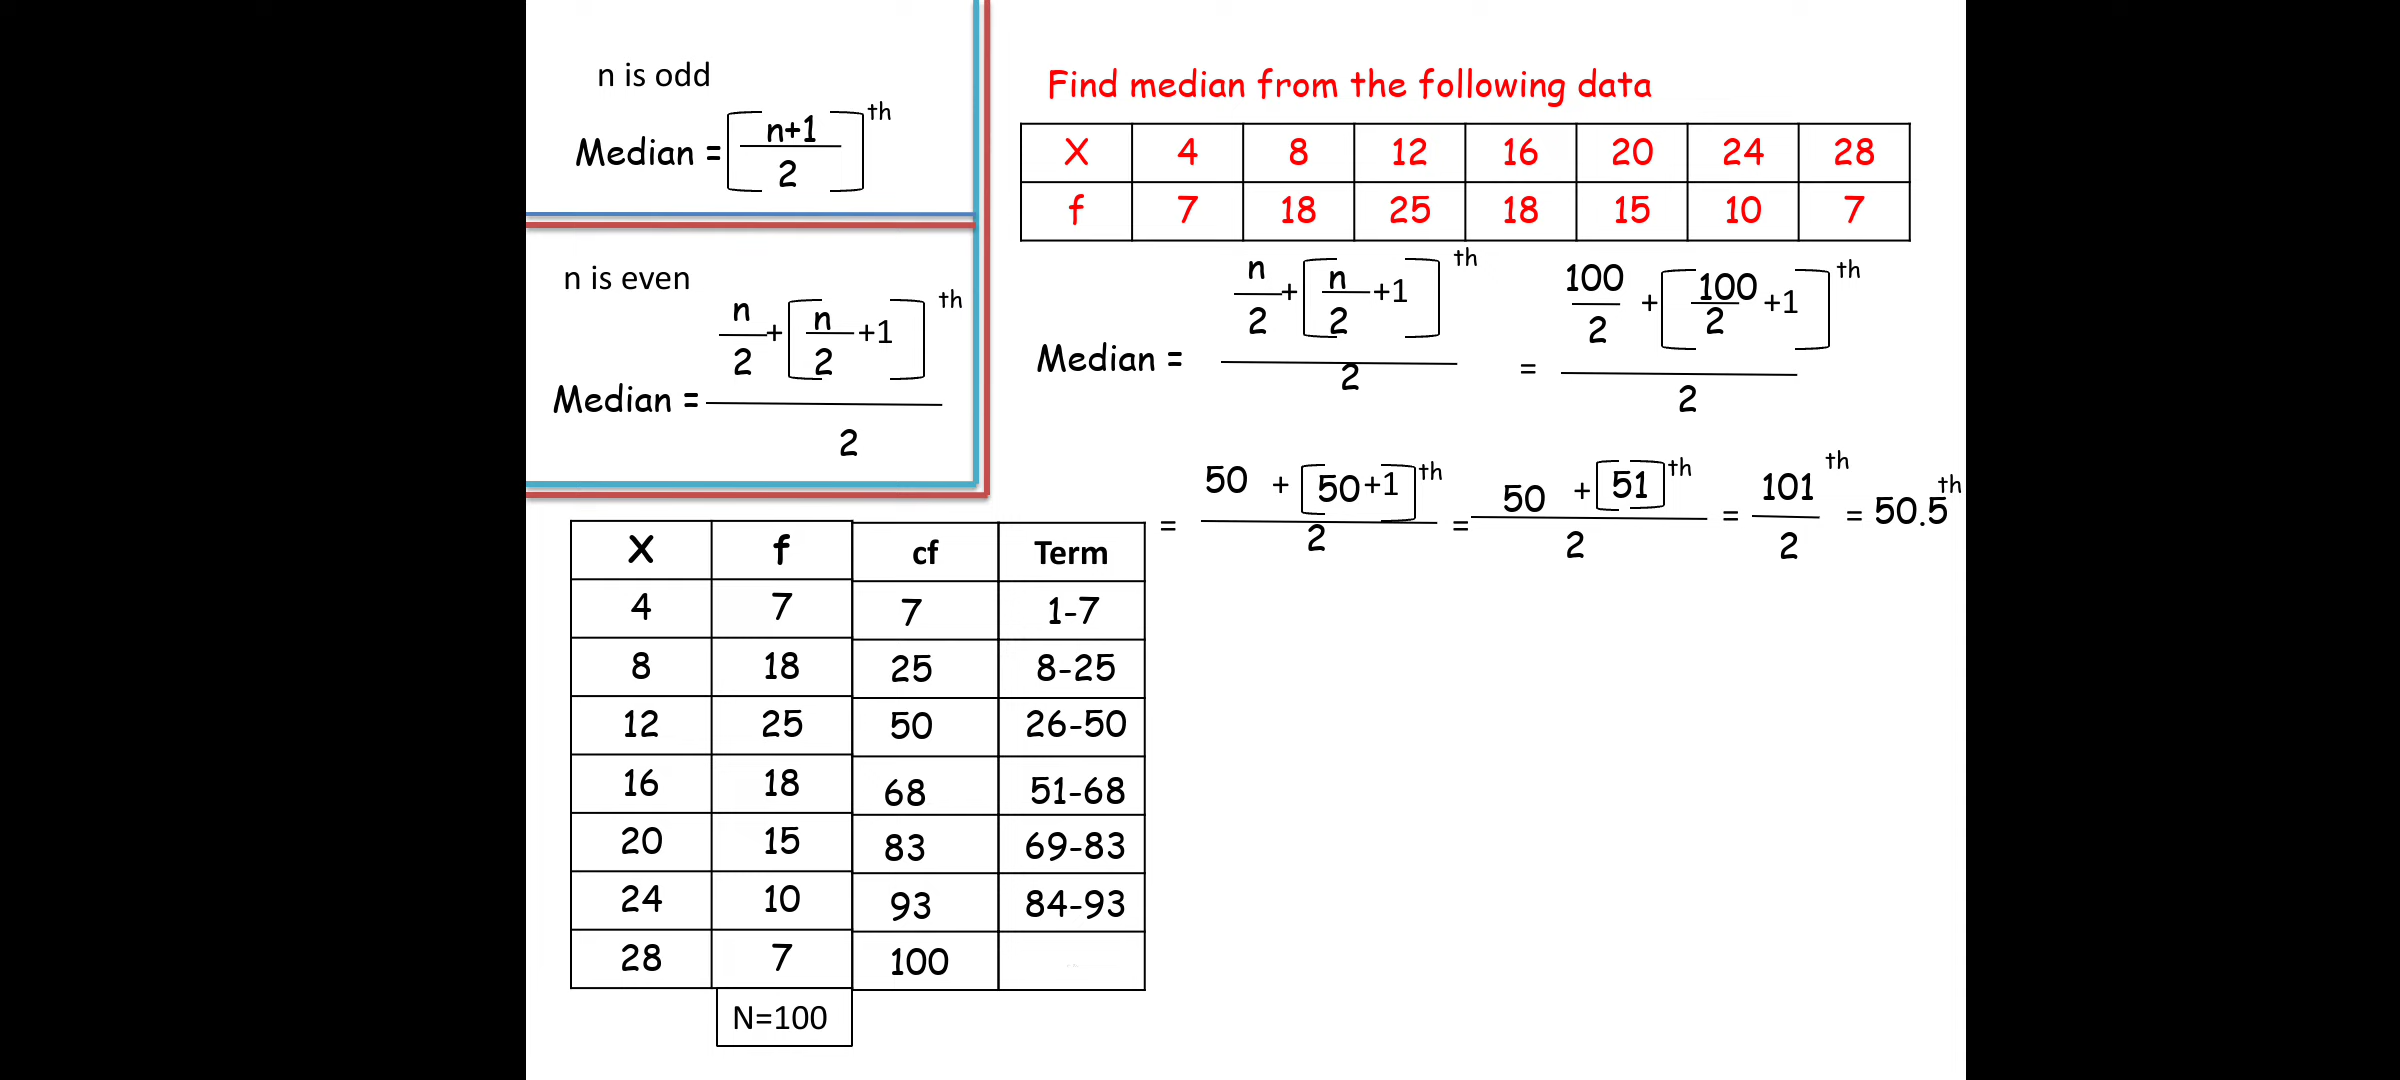 n is odd
Median = [n+1/2]th
n is even
Median = n/2 + [n/2 +1]th / 2
Find median from the following data
X 4 8 12 16 20 24 28
f 7 18 25 18 15 10 7
Median = n/2 + [n/2 +1]th / 2 = 100/2 + [100/2 +1]th / 2
= 50 + [50+1]th / 2 = 50 + [51]th / 2 = 101/2 th = 50.5th
X f cf Term
4 7 7 1-7
8 18 25 8-25
12 25 50 26-50
16 18 68 51-68
20 15 83 69-83
24 10 93 84-93
28 7 100
N=100